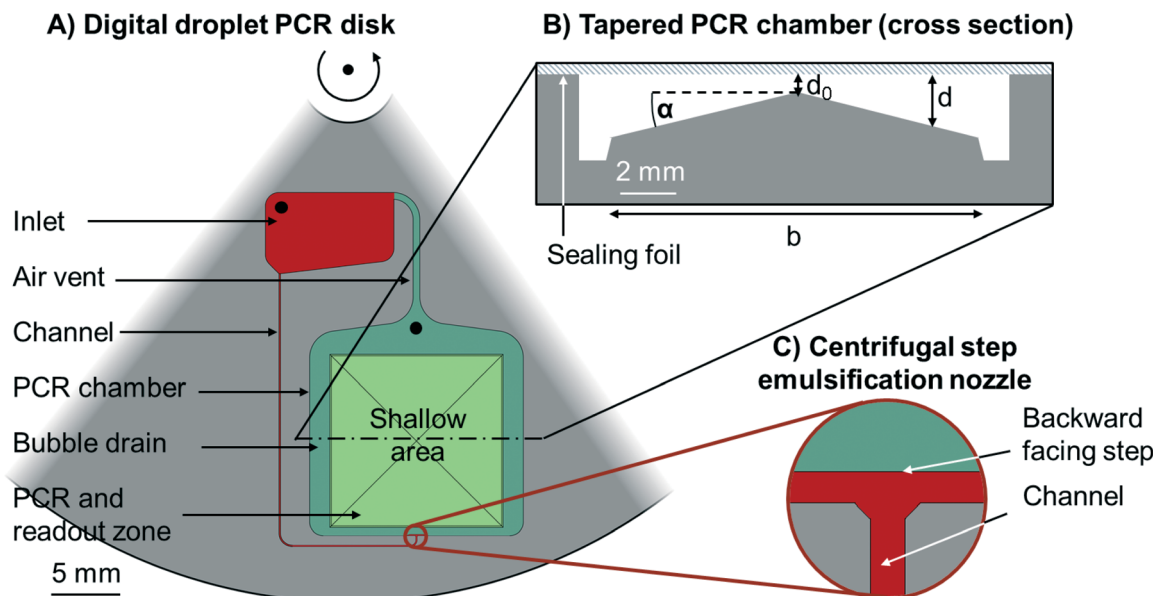 A) Digital droplet PCR disk
Inlet
Air vent
Channel
PCR chamber
Bubble drain
PCR and
readout zone
5 mm
Shallow
area
B) Tapered PCR chamber (cross section)
d₀
d
α
2 mm
b
Sealing foil
C) Centrifugal step
emulsification nozzle
Backward
facing step
Channel